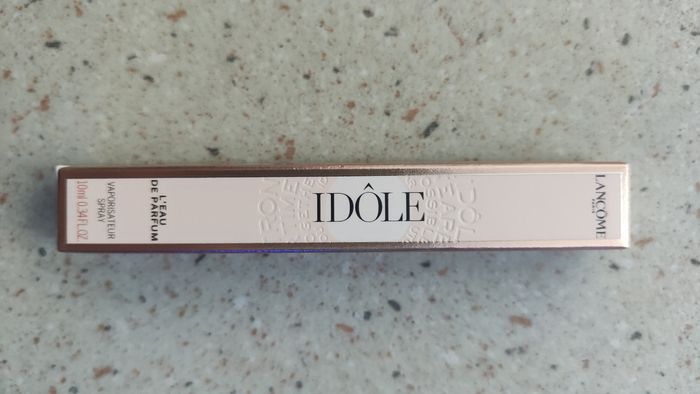 L'EAU
DE PARFUM
VAPORISATEUR
SPRAY
10ml 0.34 FL.OZ
IDÔLE
LANCÔME
PARIS